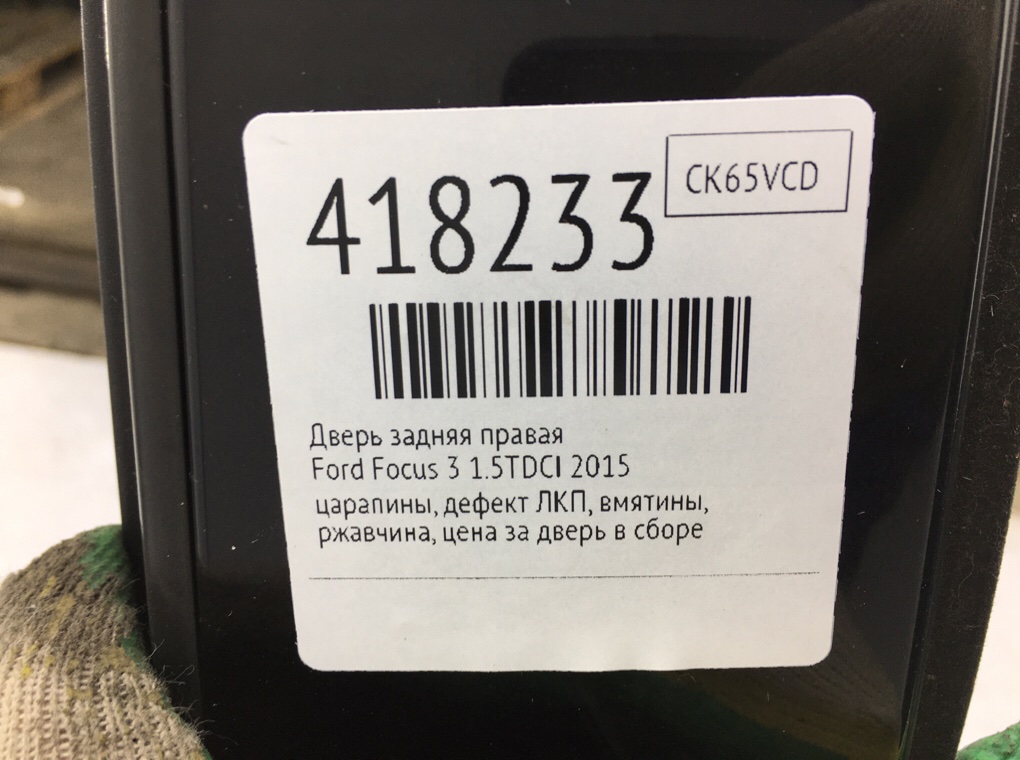 418233
CK65VCD
Дверь задняя правая
Ford Focus 3 1.5TDCI 2015
царапины, дефект ЛКП, вмятины,
ржавчина, цена за дверь в сборе